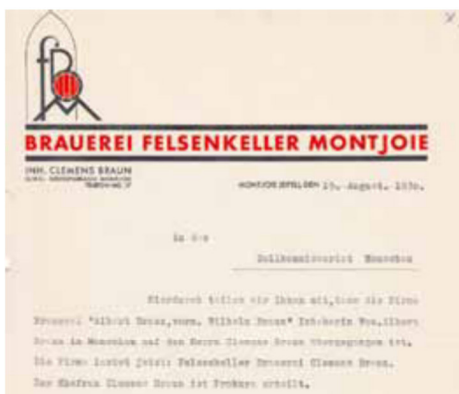 BRAUEREI FELSENKELLER MONTJOIE
INH. CLEMENS BRAUN
MONTJOIE (EIFEL), DEN 19. August. 1930.
An das
Zollkommissariat Monschau
Hierdurch teilen wir Ihnen mit, dass die Firma
Brauerei "Albert Braun, vorm. Wilhelm Braun" Inhaberin Wwe. Albert
Braun in Monschau auf den Herrn Clemens Braun übergegangen ist.
Die Firma lautet jetzt: Felsenkeller Brauerei Clemens Braun.
Der Ehefrau Clemens Braun ist Prokura erteilt.